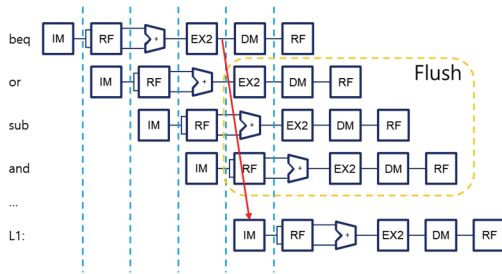 beq IM RF + EX2 DM RF
or IM RF + EX2 DM RF Flush
sub IM RF + EX2 DM RF
and IM RF + EX2 DM RF
...
L1: IM RF + EX2 DM RF